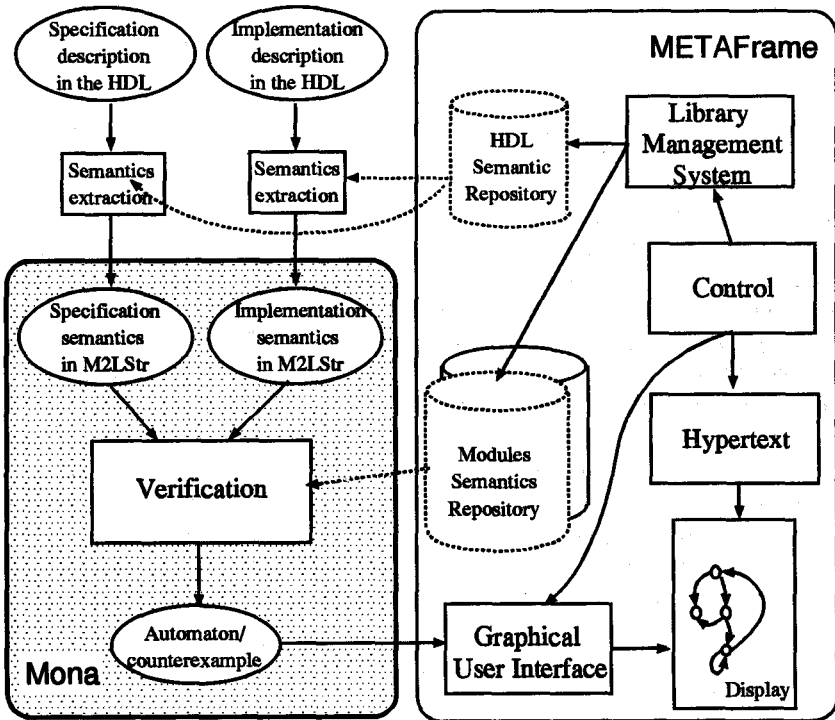 Specification
description
in the HDL
Implementation
description
in the HDL
METAFrame
Semantics
extraction
Semantics
extraction
HDL
Semantic
Repository
Library
Management
System
Control
Specification
semantics
in M2LStr
Implementation
semantics
in M2LStr
Verification
Modules
Semantics
Repository
Hypertext
Automaton/
counterexample
Mona
Graphical
User Interface
Display